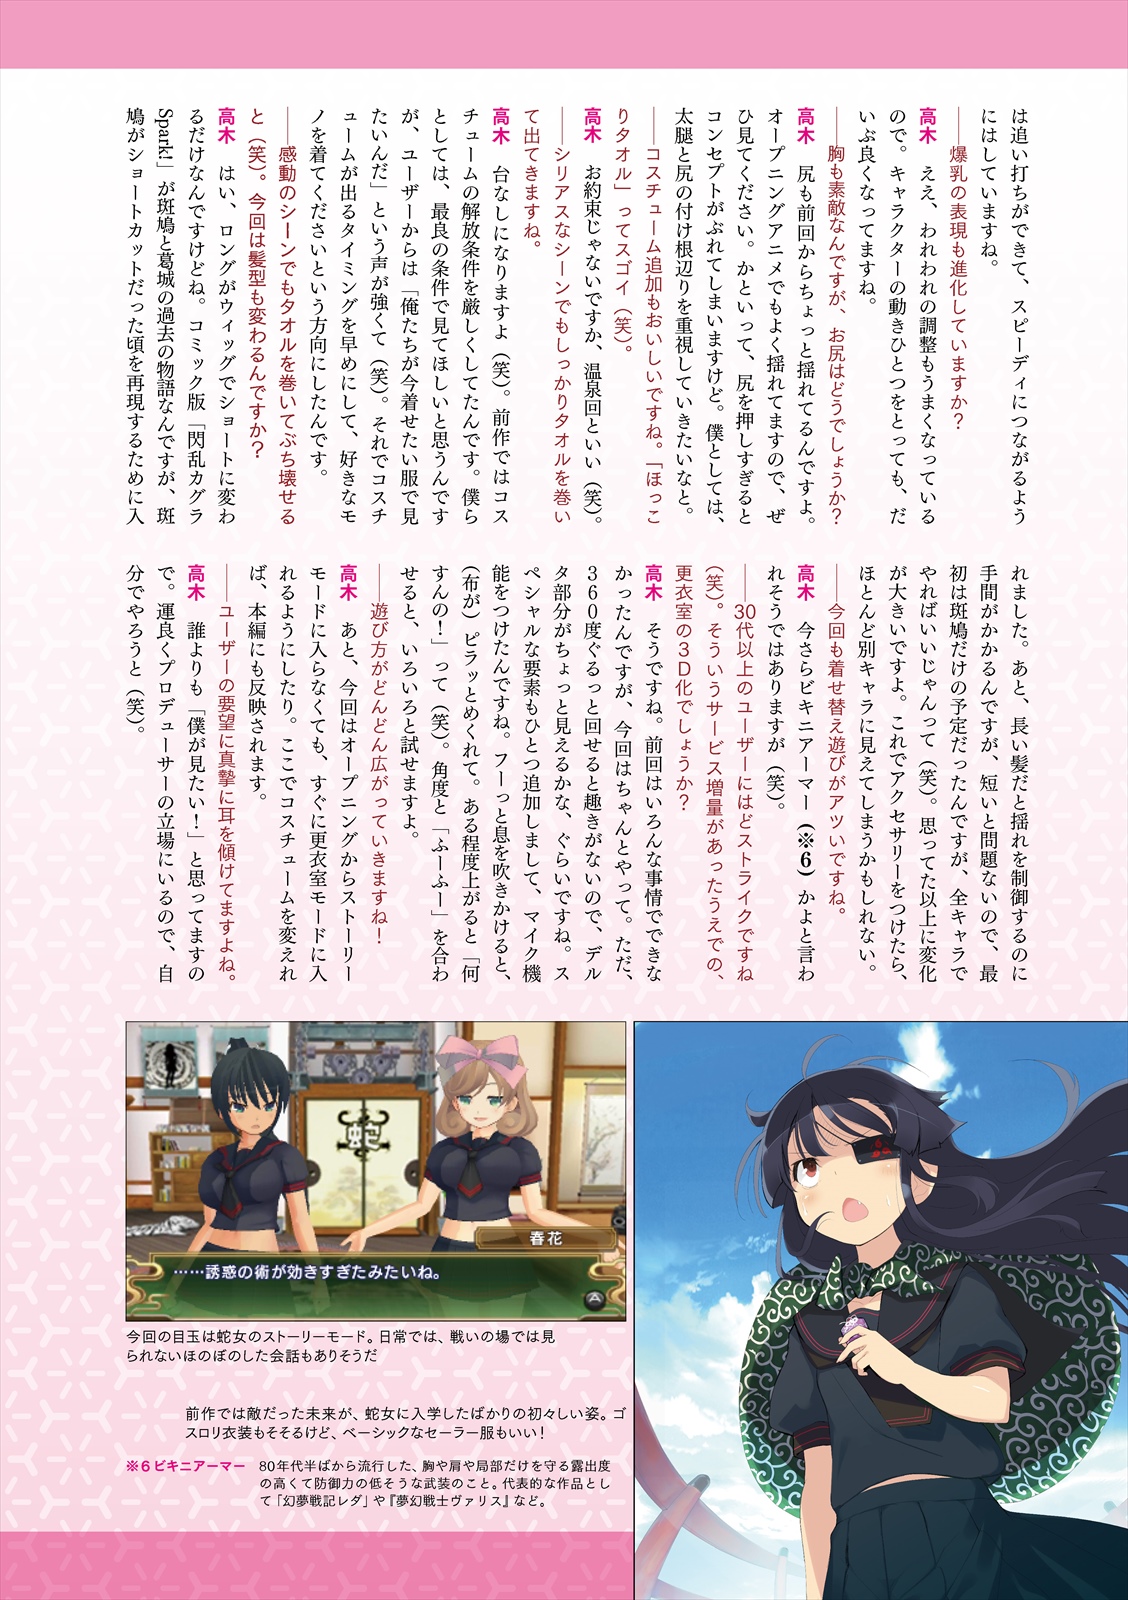 は追い打ちができて、スピーディにつながるよう
にはしていますね。
――爆乳の表現も進化していますか？
高木　ええ、われわれの調整もうまくなっている
ので。キャラクターの動きひとつをとっても、だ
いぶ良くなってますね。
――胸も素敵なんですが、お尻はどうでしょうか？
高木　尻も前回からちょっと揺れてるんですよ。
オープニングアニメでもよく揺れてますので、ぜ
ひ見てください。かといって、尻を押しすぎると
コンセプトがぶれてしまいますけど。僕としては、
太腿と尻の付け根辺りを重視していきたいなと。
――コスチューム追加もおいしいですね。「ほっこ
りタオル」ってスゴイ（笑）。
高木　お約束じゃないですか、温泉回といい（笑）。
――シリアスなシーンでもしっかりタオルを巻い
て出てきますね。
高木　台なしになりますよ（笑）。前作ではコス
チュームの解放条件を厳しくしてたんです。僕ら
としては、最良の条件で見てほしいと思うんです
が、ユーザーからは「俺たちが今着せたい服で見
たいんだ」という声が強くて（笑）。それでコスチ
ュームが出るタイミングを早めにして、好きなモ
ノを着てくださいという方向にしたんです。
――感動のシーンでもタオルを巻いてぶち壊せる
と（笑）。今回は髪型も変わるんですか？
高木　はい、ロングがウィッグでショートに変わ
るだけなんですけどね。コミック版「閃乱カグラ
Spark!」が斑鳩と葛城の過去の物語なんですが、斑
鳩がショートカットだった頃を再現するために入
れました。あと、長い髪だと揺れを制御するのに
手間がかかるんですが、短いと問題ないので、最
初は斑鳩だけの予定だったんですが、全キャラで
やればいいじゃんって（笑）。思ってた以上に変化
が大きいですよ。これでアクセサリーをつけたら、
ほとんど別キャラに見えてしまうかもしれない。
――今回も着せ替え遊びがアツいですね。
高木　今さらビキニアーマー（※6）かよと言わ
れそうではありますが（笑）。
――30代以上のユーザーにはどストライクですね
（笑）。そういうサービス増量があったうえでの、
更衣室の3D化でしょうか？
高木　そうですね。前回はいろんな事情でできな
かったんですが、今回はちゃんとやって。ただ、
360度ぐるっと回せると趣きがないので、デル
タ部分がちょっと見えるかな、ぐらいですね。ス
ペシャルな要素もひとつ追加しまして、マイク機
能をつけたんですね。フーっと息を吹きかけると、
（布が）ピラッとめくれて。ある程度上がると「何
すんの！」って（笑）。角度と「ふーふー」を合わ
せると、いろいろと試せますよ。
――遊び方がどんどん広がっていきますね！
高木　あと、今回はオープニングからストーリー
モードに入らなくても、すぐに更衣室モードに入
れるようにしたり。ここでコスチュームを変えれ
ば、本編にも反映されます。
――ユーザーの要望に真摯に耳を傾けてますよね。
高木　誰よりも「僕が見たい！」と思ってますの
で。運良くプロデューサーの立場にいるので、自
分でやろうと（笑）。
蛇
春花
……誘惑の術が効きすぎたみたいね。
A
今回の目玉は蛇女のストーリーモード。日常では、戦いの場では見
られないほのぼのした会話もありそうだ
前作では敵だった未来が、蛇女に入学したばかりの初々しい姿。ゴ
スロリ衣装もそそるけど、ベーシックなセーラー服もいい！
※6 ビキニアーマー　80年代半ばから流行した、胸や肩や局部だけを守る露出度
の高くて防御力の低そうな武装のこと。代表的な作品とし
て「幻夢戦記レダ」や『夢幻戦士ヴァリス』など。